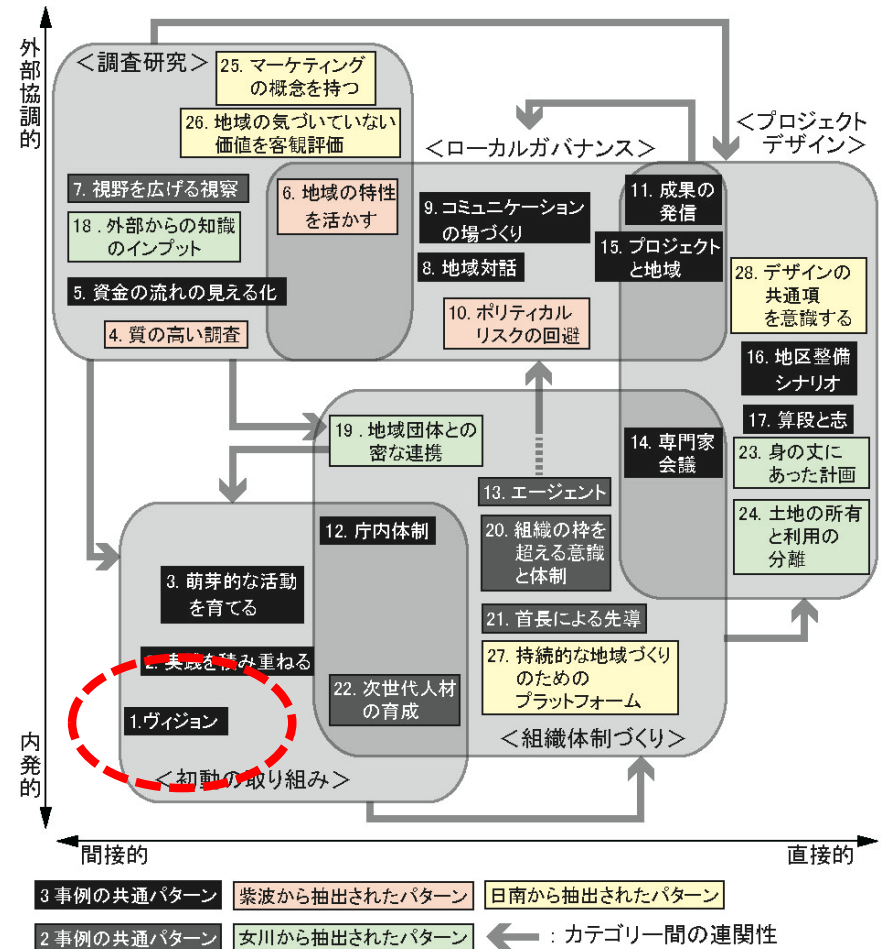 外部協調的
＜調査研究＞
25. マーケティング
の概念を持つ
26. 地域の気づいていない
価値を客観評価
7. 視野を広げる視察
18. 外部からの知識
のインプット
5. 資金の流れの見える化
4. 質の高い調査
6. 地域の特性
を活かす
＜ローカルガバナンス＞
9. コミュニケーション
の場づくり
8. 地域対話
10. ポリティカル
リスクの回避
11. 成果の
発信
15. プロジェクト
と地域
＜プロジェクト
デザイン＞
28. デザインの
共通項
を意識する
16. 地区整備
シナリオ
17. 算段と志
23. 身の丈に
あった計画
24. 土地の所有
と利用の
分離
19. 地域団体との
密な連携
14. 専門家
会議
13. エージェント
20. 組織の枠を
超える意識
と体制
21. 首長による先導
27. 持続的な地域づくり
のための
プラットフォーム
＜組織体制づくり＞
12. 庁内体制
22. 次世代人材
の育成
3. 萌芽的な活動
を育てる
2. 実践を積み重ねる
1.ヴィジョン
＜初動の取り組み＞
内発的
間接的
直接的
3事例の共通パターン
紫波から抽出されたパターン
日南から抽出されたパターン
2事例の共通パターン
女川から抽出されたパターン
：カテゴリー間の連関性